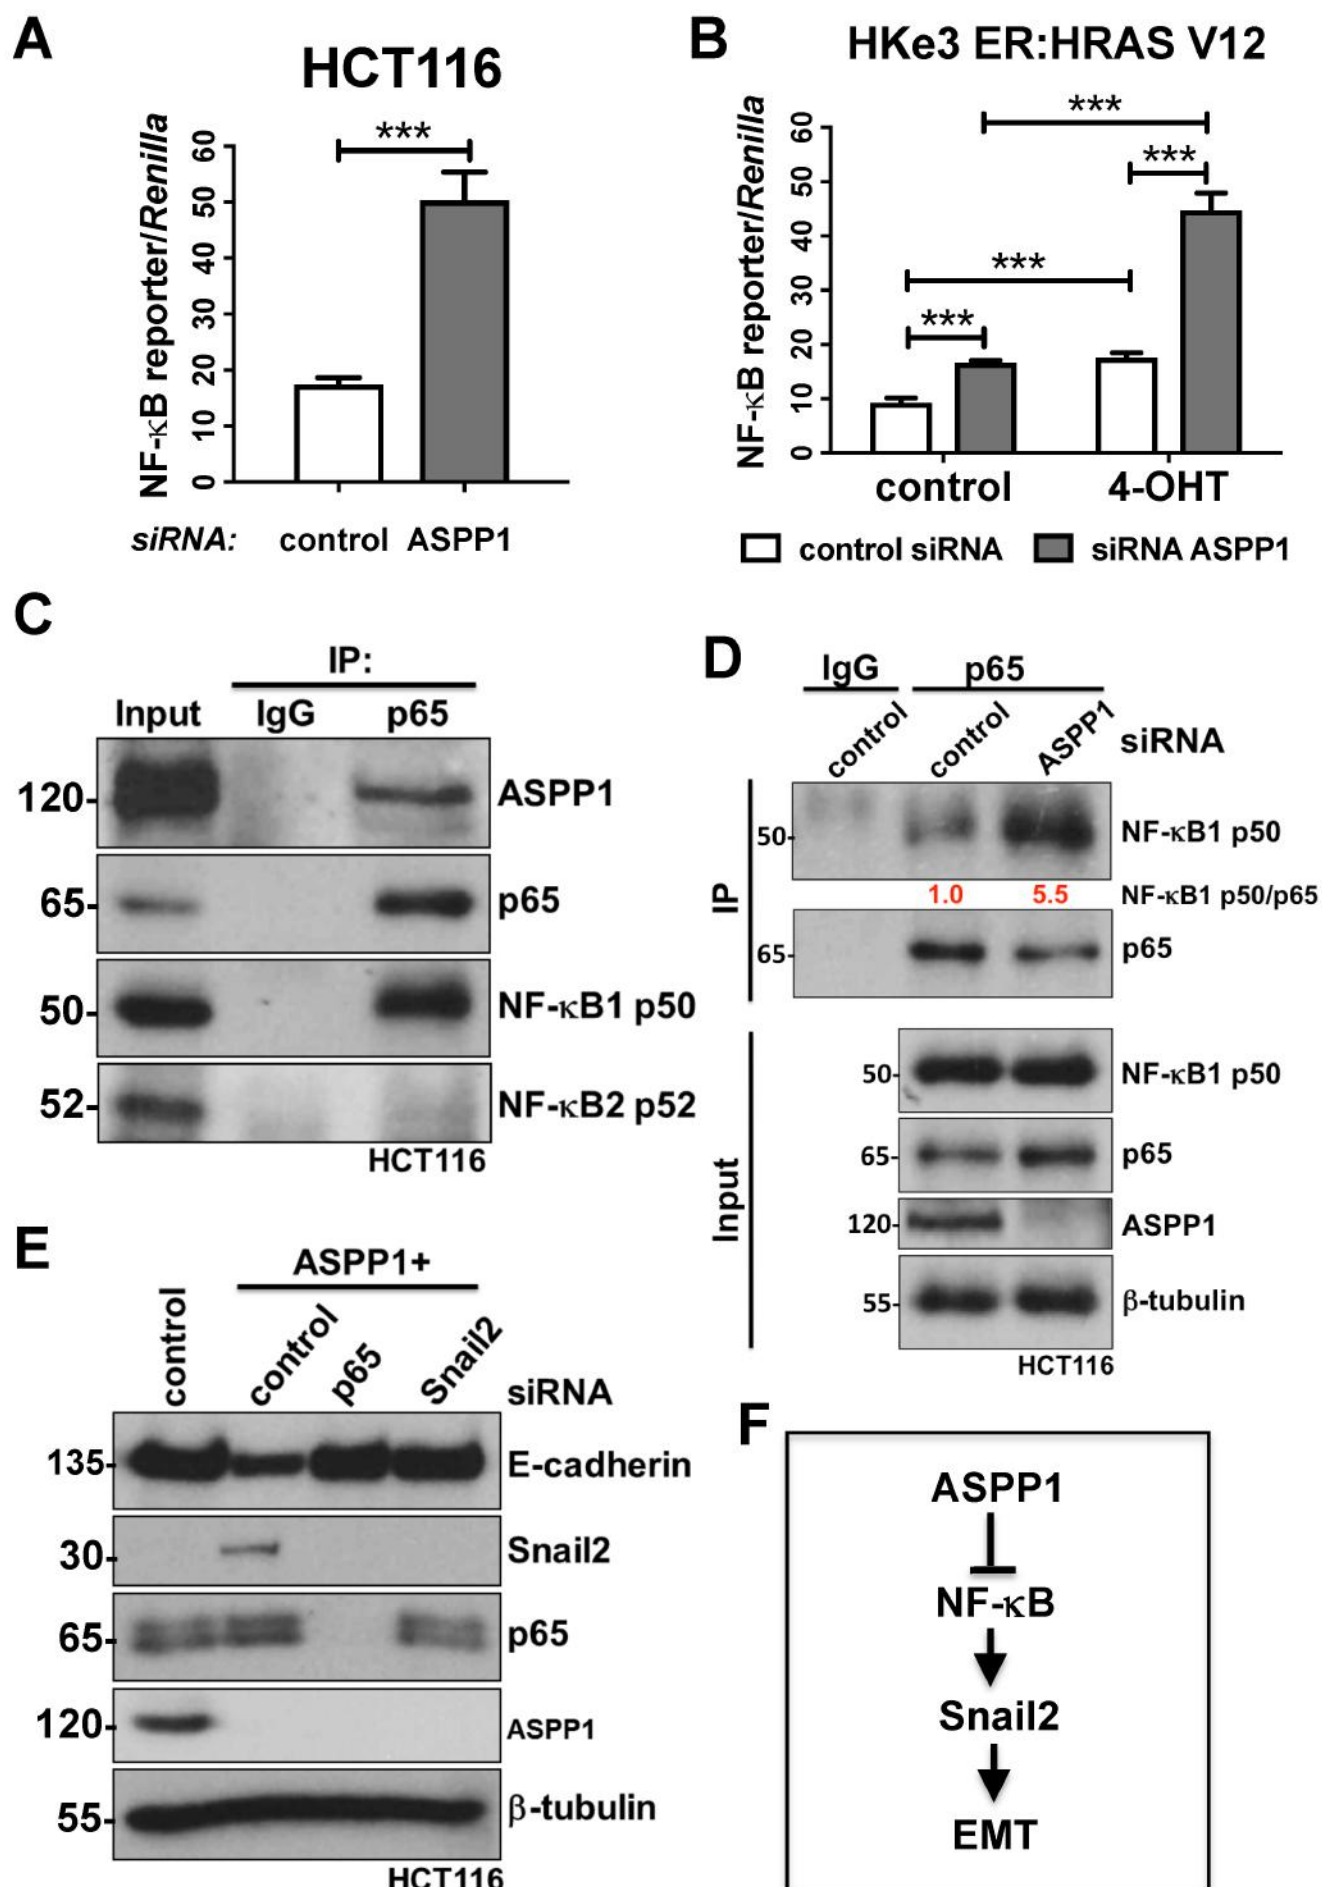 A
HCT116
NF-κB reporter/Renilla
60
50
40
30
20
10
0
***
siRNA: control ASPP1
B
HKe3 ER:HRAS V12
NF-κB reporter/Renilla
60
50
40
30
20
10
0
***
***
***
***
control 4-OHT
control siRNA siRNA ASPP1
C
IP:
Input IgG p65
120- ASPP1
65- p65
50- NF-κB1 p50
52- NF-κB2 p52
HCT116
D
IgG p65
control control ASPP1 siRNA
IP
50- NF-κB1 p50
1.0 5.5 NF-κB1 p50/p65
65- p65
Input
50- NF-κB1 p50
65- p65
120- ASPP1
55- β-tubulin
HCT116
E
ASPP1+
control control p65 Snail2 siRNA
135- E-cadherin
30- Snail2
65- p65
120- ASPP1
55- β-tubulin
HCT116
F
ASPP1
NF-κB
Snail2
EMT